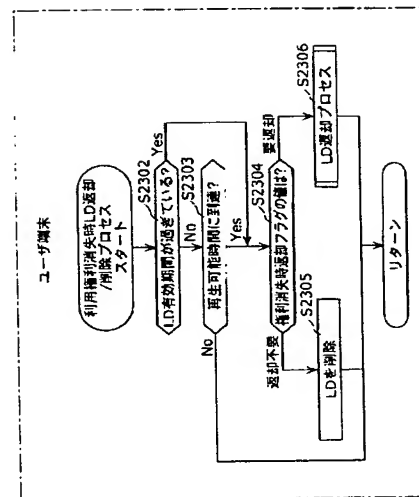 ユーザ端末
利用権利消失時LD返却
/削除プロセス
スタート
S2302
LD有効期間が過ぎている?
Yes
No
S2303
再生可能時間に到達?
No
Yes
S2304
権利消失時返却フラグの値は?
返却不要
要返却
S2305
LDを削除
S2306
LD返却プロセス
リターン